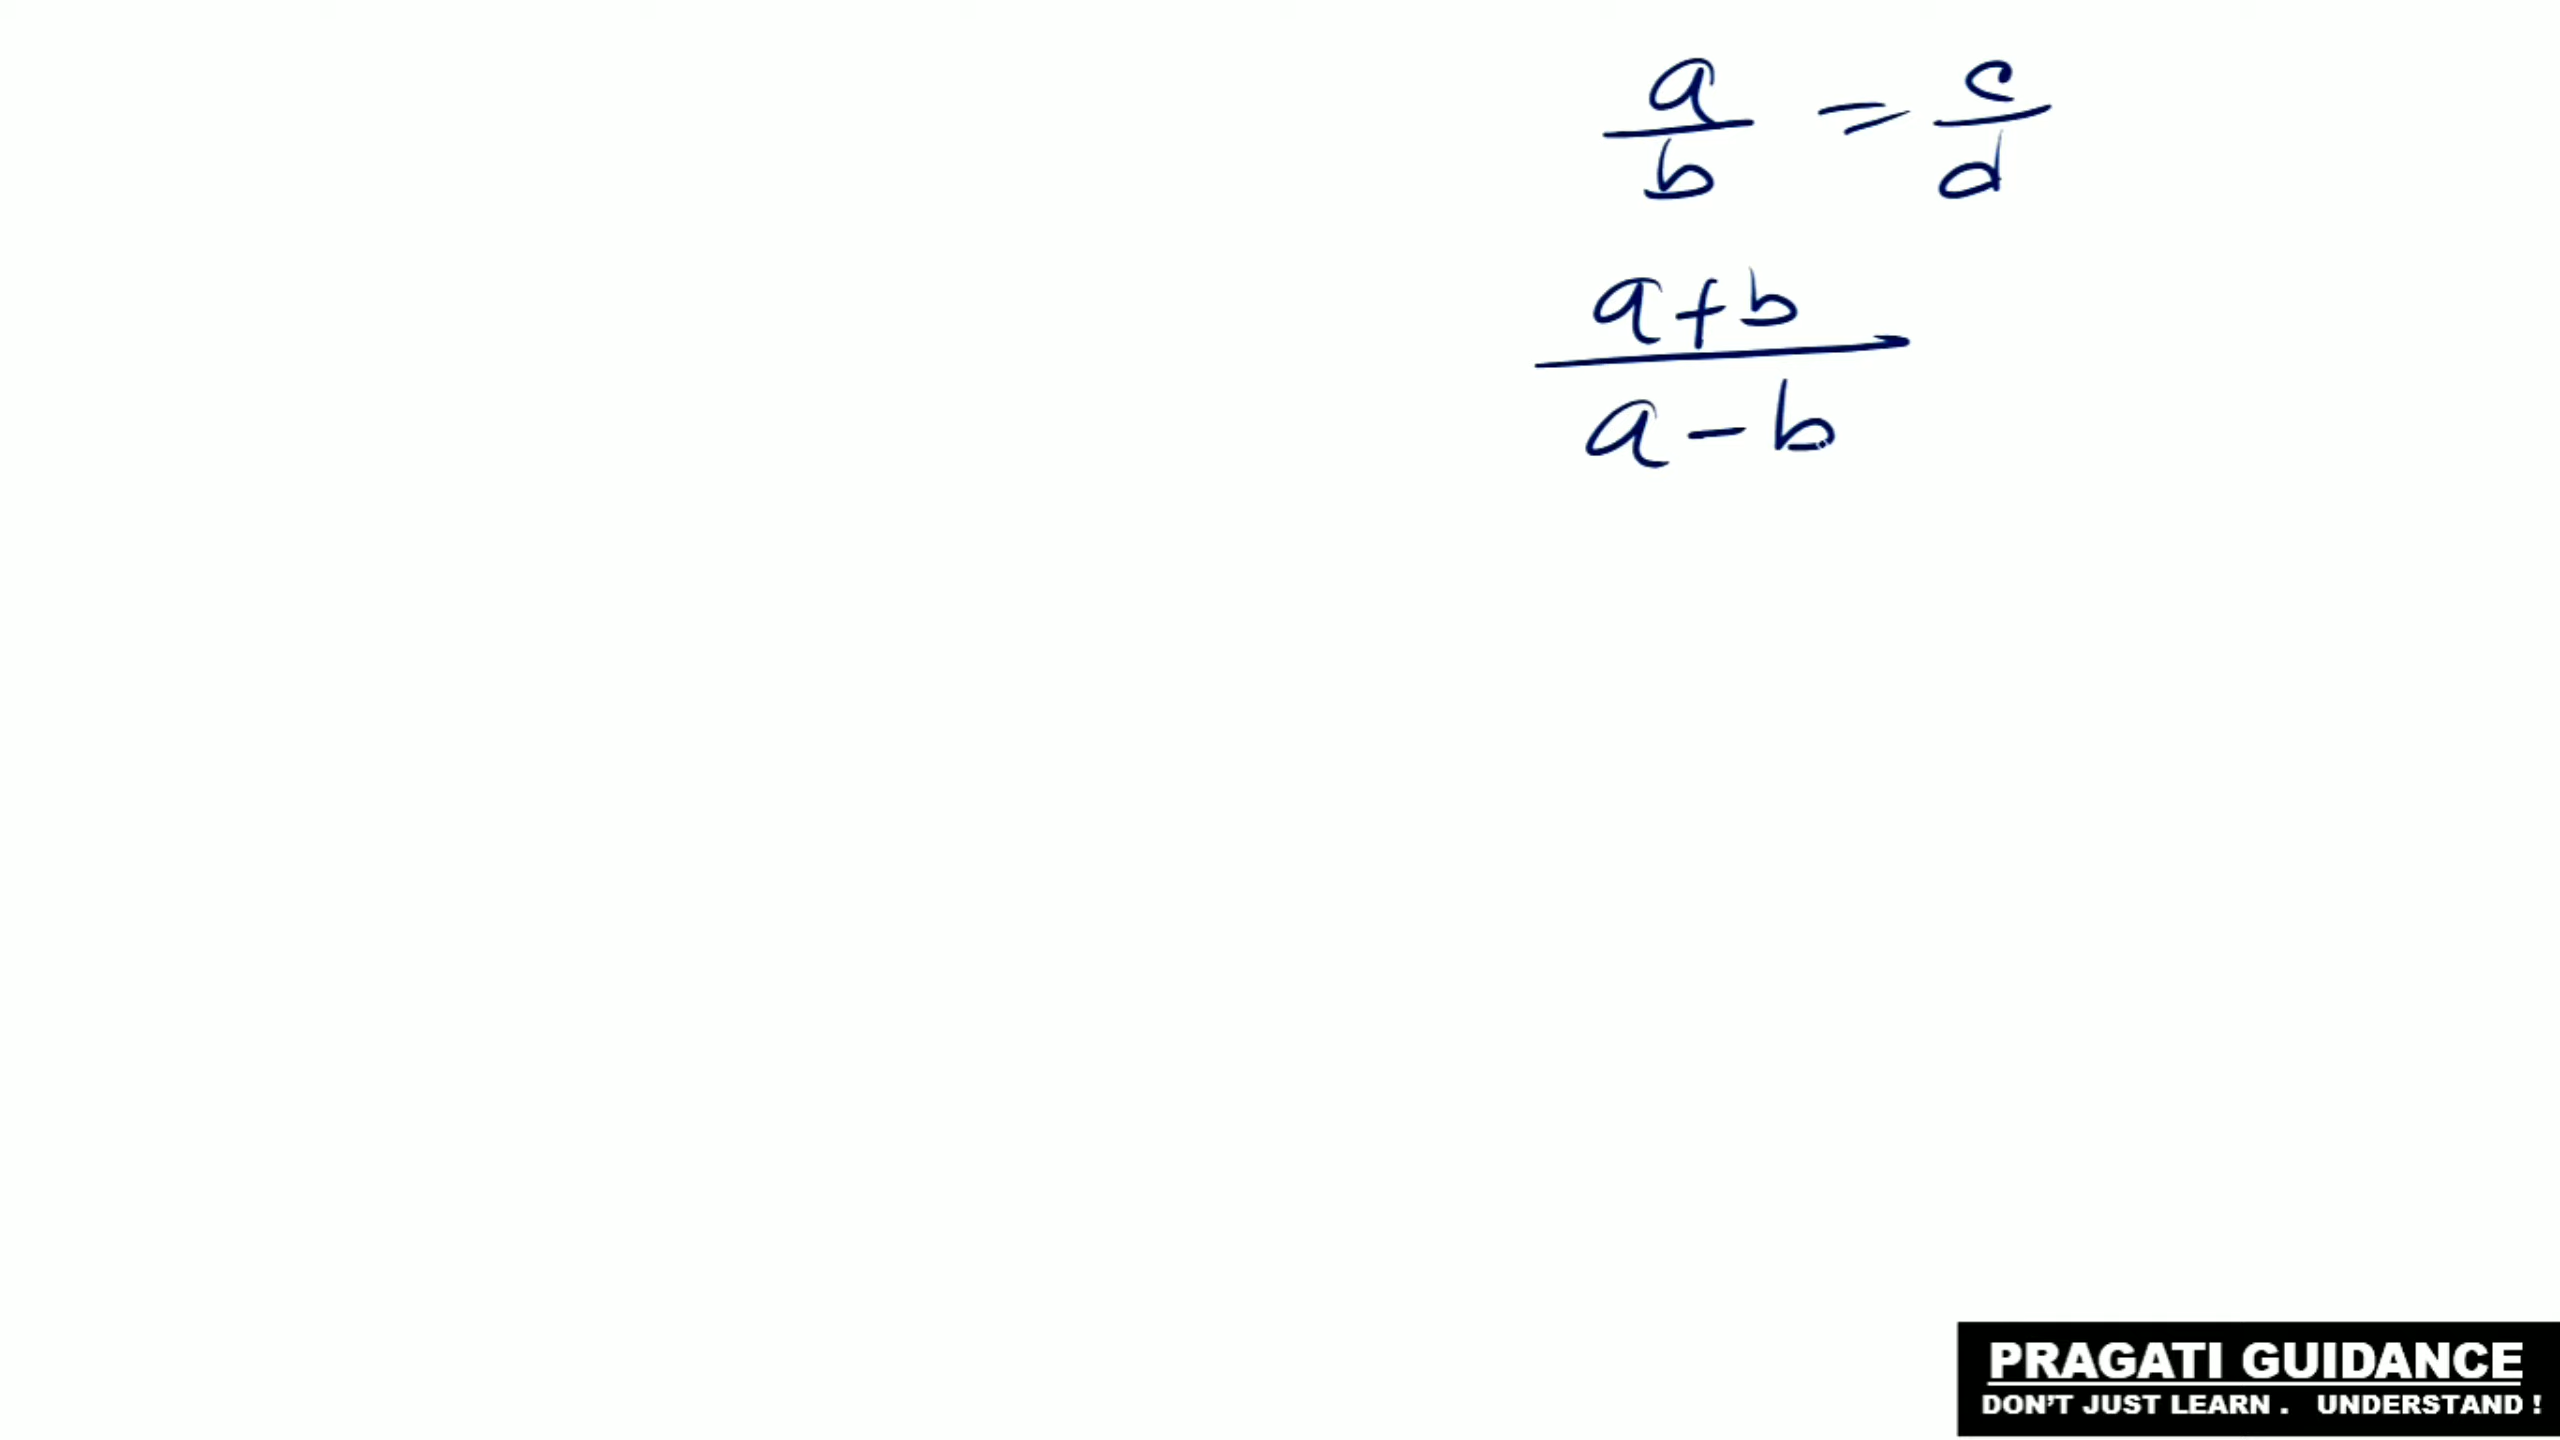 a/b = c/d
a+b
a-b
PRAGATI GUIDANCE
DON'T JUST LEARN . UNDERSTAND !